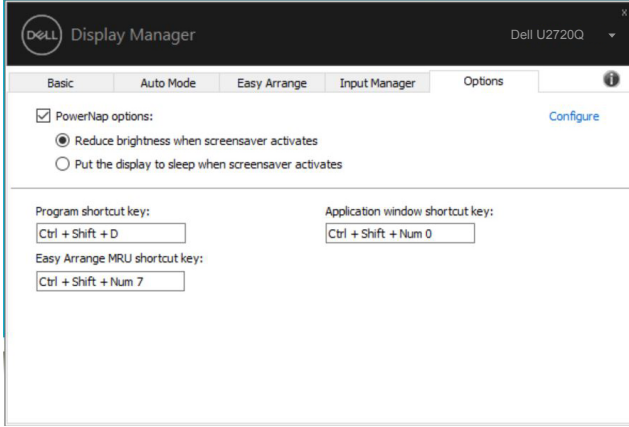 x
DELL Display Manager
Dell U2720Q
Basic Auto Mode Easy Arrange Input Manager Options
PowerNap options:
Configure
Reduce brightness when screensaver activates
Put the display to sleep when screensaver activates
Program shortcut key:
Application window shortcut key:
Ctrl + Shift + D
Ctrl + Shift + Num 0
Easy Arrange MRU shortcut key:
Ctrl + Shift + Num 7